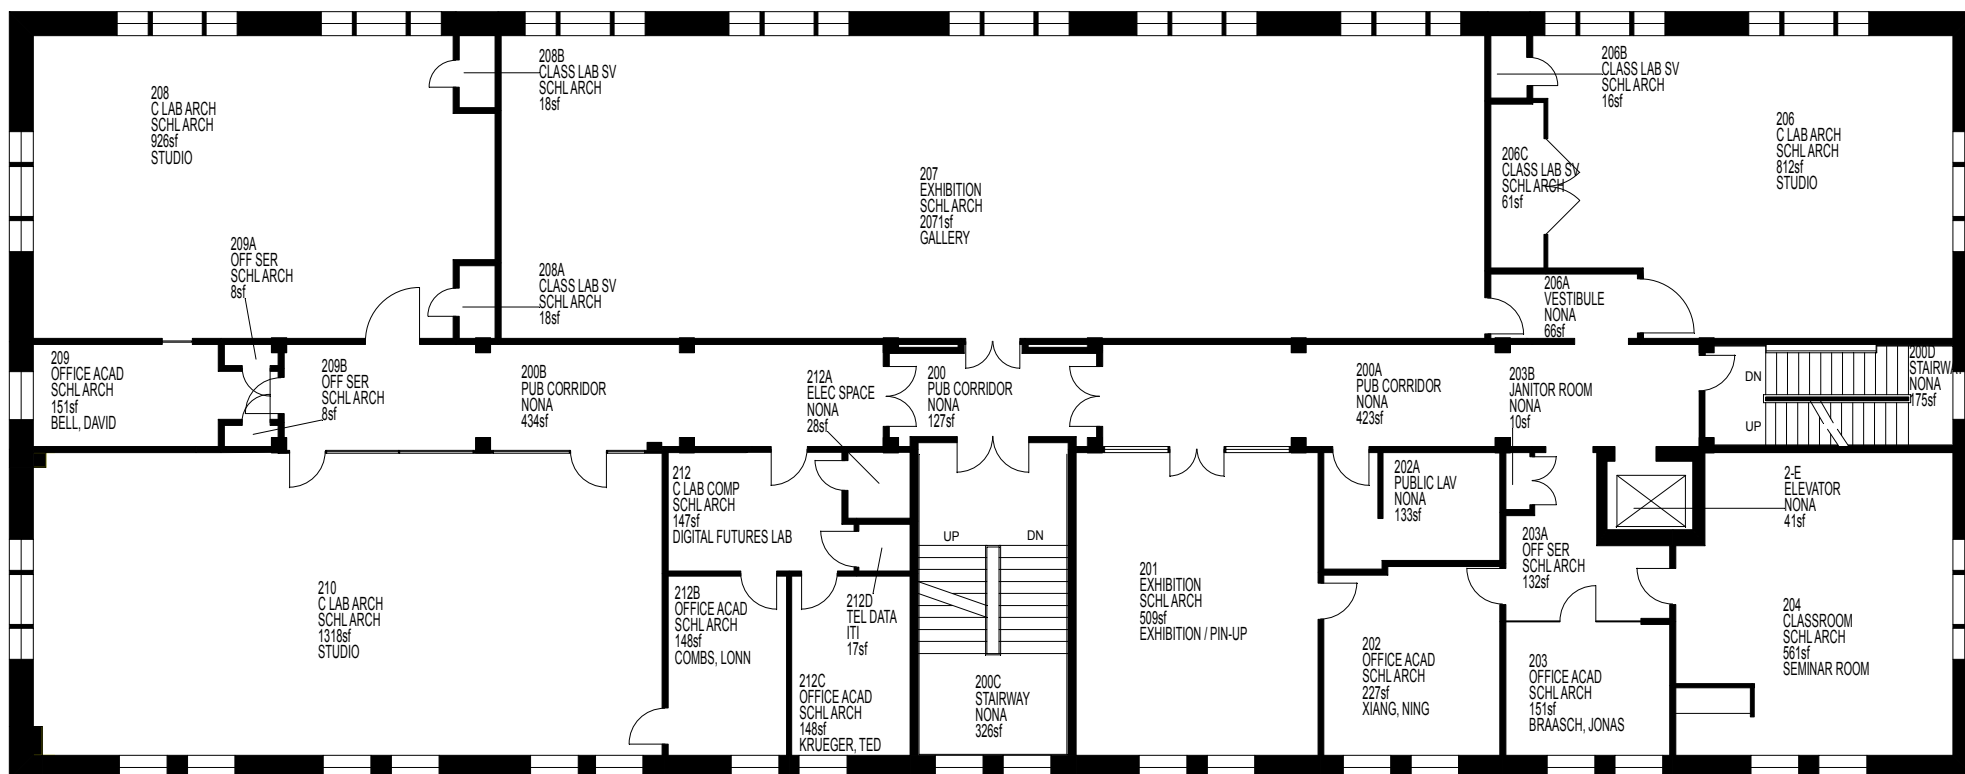 208
C LAB ARCH
SCHL ARCH
926sf
STUDIO
208B
CLASS LAB SV
SCHL ARCH
18sf
207
EXHIBITION
SCHL ARCH
2071sf
GALLERY
206B
CLASS LAB SV
SCHL ARCH
16sf
206
C LAB ARCH
SCHL ARCH
812sf
STUDIO
206C
CLASS LAB SV
SCHL ARCH
61sf
209A
OFF SER
SCHL ARCH
8sf
208A
CLASS LAB SV
SCHL ARCH
18sf
206A
VESTIBULE
NONA
66sf
209
OFFICE ACAD
SCHL ARCH
151sf
BELL, DAVID
209B
OFF SER
SCHL ARCH
8sf
200B
PUB CORRIDOR
NONA
434sf
212A
ELEC SPACE
NONA
28sf
200
PUB CORRIDOR
NONA
127sf
200A
PUB CORRIDOR
NONA
423sf
203B
JANITOR ROOM
NONA
10sf
DN
UP
200D
STAIRWA
NONA
175sf
210
C LAB ARCH
SCHL ARCH
1318sf
STUDIO
212
C LAB COMP
SCHL ARCH
147sf
DIGITAL FUTURES LAB
UP
DN
202A
PUBLIC LAV
NONA
133sf
2-E
ELEVATOR
NONA
41sf
203A
OFF SER
SCHL ARCH
132sf
201
EXHIBITION
SCHL ARCH
509sf
EXHIBITION / PIN-UP
212B
OFFICE ACAD
SCHL ARCH
148sf
COMBS, LONN
212D
TEL DATA
ITI
17sf
212C
OFFICE ACAD
SCHL ARCH
148sf
KRUEGER, TED
200C
STAIRWAY
NONA
326sf
202
OFFICE ACAD
SCHL ARCH
227sf
XIANG, NING
203
OFFICE ACAD
SCHL ARCH
151sf
BRAASCH, JONAS
204
CLASSROOM
SCHL ARCH
561sf
SEMINAR ROOM